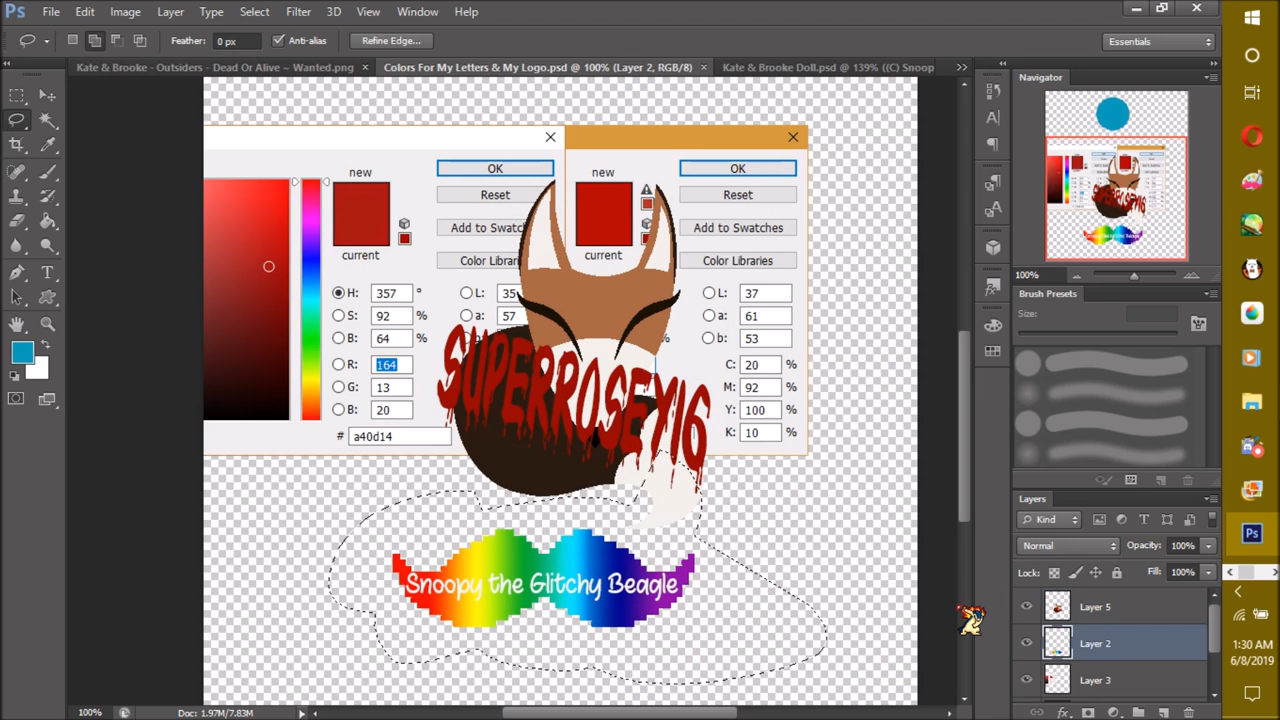 Ps File Edit Image Layer Type Select Filter 3D View Window Help
Feather: 0 px Anti-alias Refine Edge... Essentials
Kate & Brooke - Outsiders - Dead Or Alive ~ Wanted.png × Colors For My Letters & My Logo.psd @ 100% (Layer 2, RGB/8) × Kate & Brooke Doll.psd @ 139% ((C) Snoop
Navigator
new OK
Reset
Add to Swatc
current
Color Librar
H: 357 °
S: 92 %
B: 64 %
R: 164
G: 13
B: 20
# a40d14
L: 35
a: 57
new OK
Reset
Add to Swatches
current
Color Libraries
L: 37
a: 61
b: 53
C: 20 %
M: 92 %
Y: 100 %
K: 10 %
SUPERROSEY16
Snoopy the Glitchy Beagle
100%
Brush Presets
Size:
Layers
Kind
Normal Opacity: 100%
Lock: Fill: 100%
Layer 5
Layer 2
Layer 3
Ps
1:30 AM
6/8/2019
100% Doc: 1.97M/7.83M